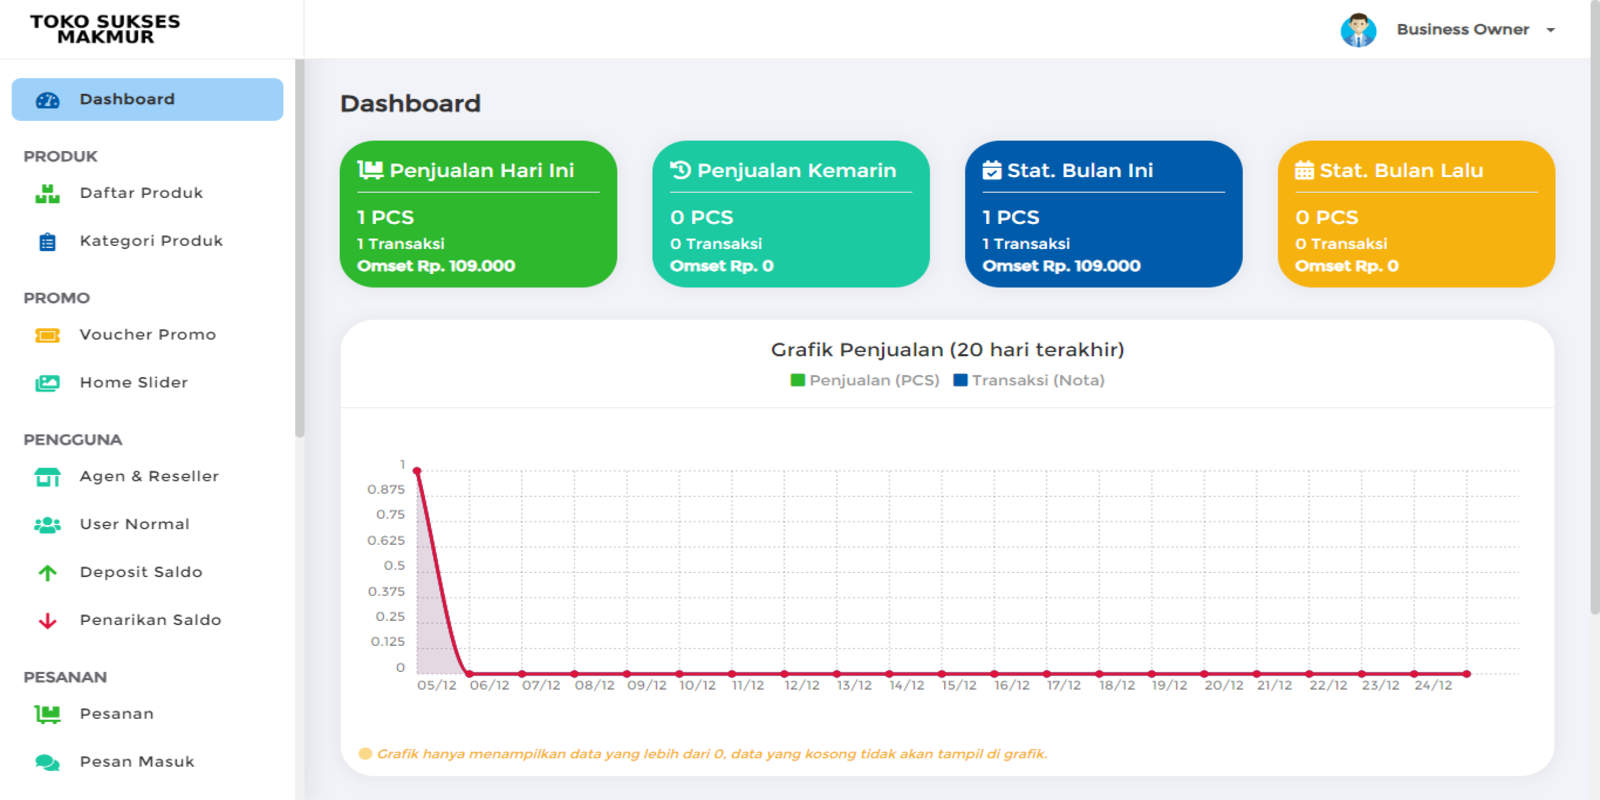 TOKO SUKSES
MAKMUR
Business Owner
Dashboard
PRODUK
Daftar Produk
Kategori Produk
PROMO
Voucher Promo
Home Slider
PENGGUNA
Agen & Reseller
User Normal
Deposit Saldo
Penarikan Saldo
PESANAN
Pesanan
Pesan Masuk
Dashboard
Penjualan Hari Ini
1 PCS
1 Transaksi
Omset Rp. 109.000
Penjualan Kemarin
0 PCS
0 Transaksi
Omset Rp. 0
Stat. Bulan Ini
1 PCS
1 Transaksi
Omset Rp. 109.000
Stat. Bulan Lalu
0 PCS
0 Transaksi
Omset Rp. 0
Grafik Penjualan (20 hari terakhir)
Penjualan (PCS) Transaksi (Nota)
1
0.875
0.75
0.625
0.5
0.375
0.25
0.125
0
05/12 06/12 07/12 08/12 09/12 10/12 11/12 12/12 13/12 14/12 15/12 16/12 17/12 18/12 19/12 20/12 21/12 22/12 23/12 24/12
Grafik hanya menampilkan data yang lebih dari 0, data yang kosong tidak akan tampil di grafik.